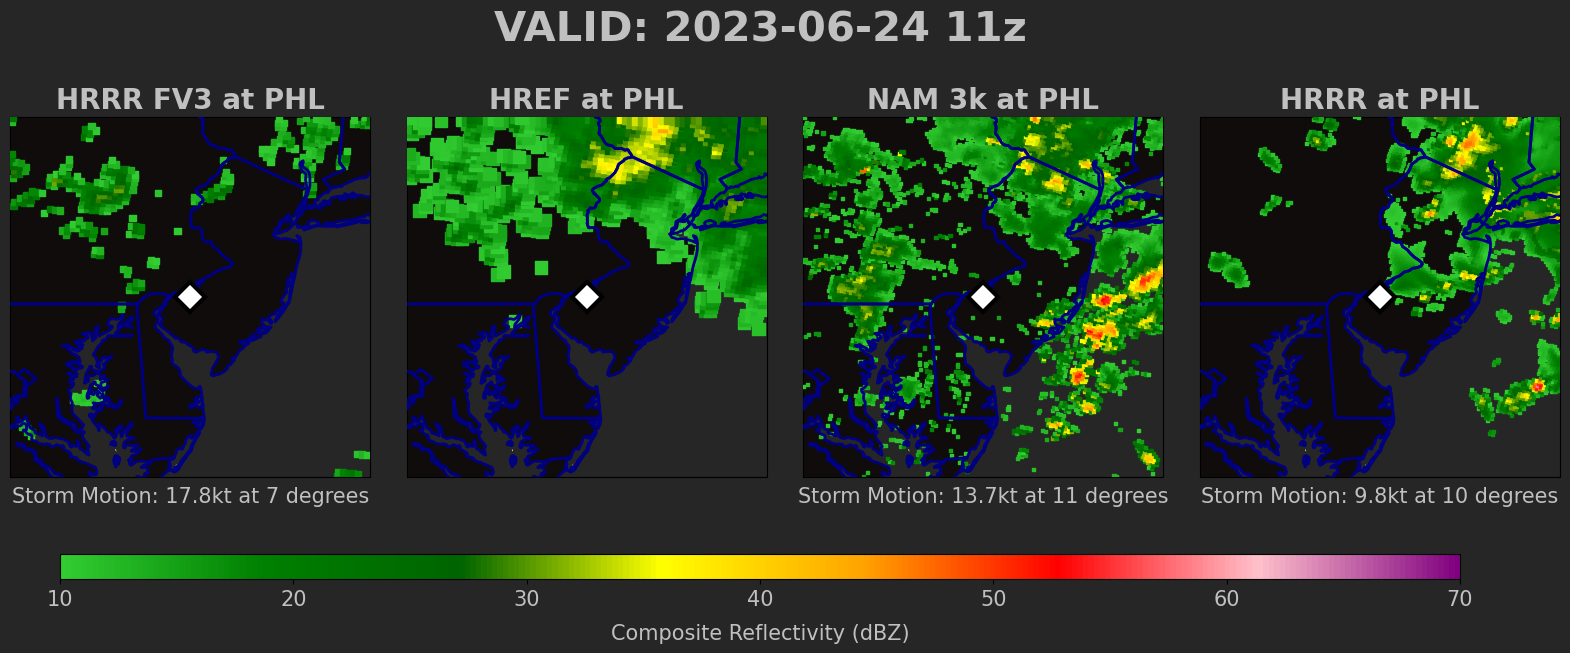 VALID: 2023-06-24 11z
HRRR FV3 at PHL
HREF at PHL
NAM 3k at PHL
HRRR at PHL
Storm Motion: 17.8kt at 7 degrees
Storm Motion: 13.7kt at 11 degrees
Storm Motion: 9.8kt at 10 degrees
10 20 30 40 50 60 70
Composite Reflectivity (dBZ)